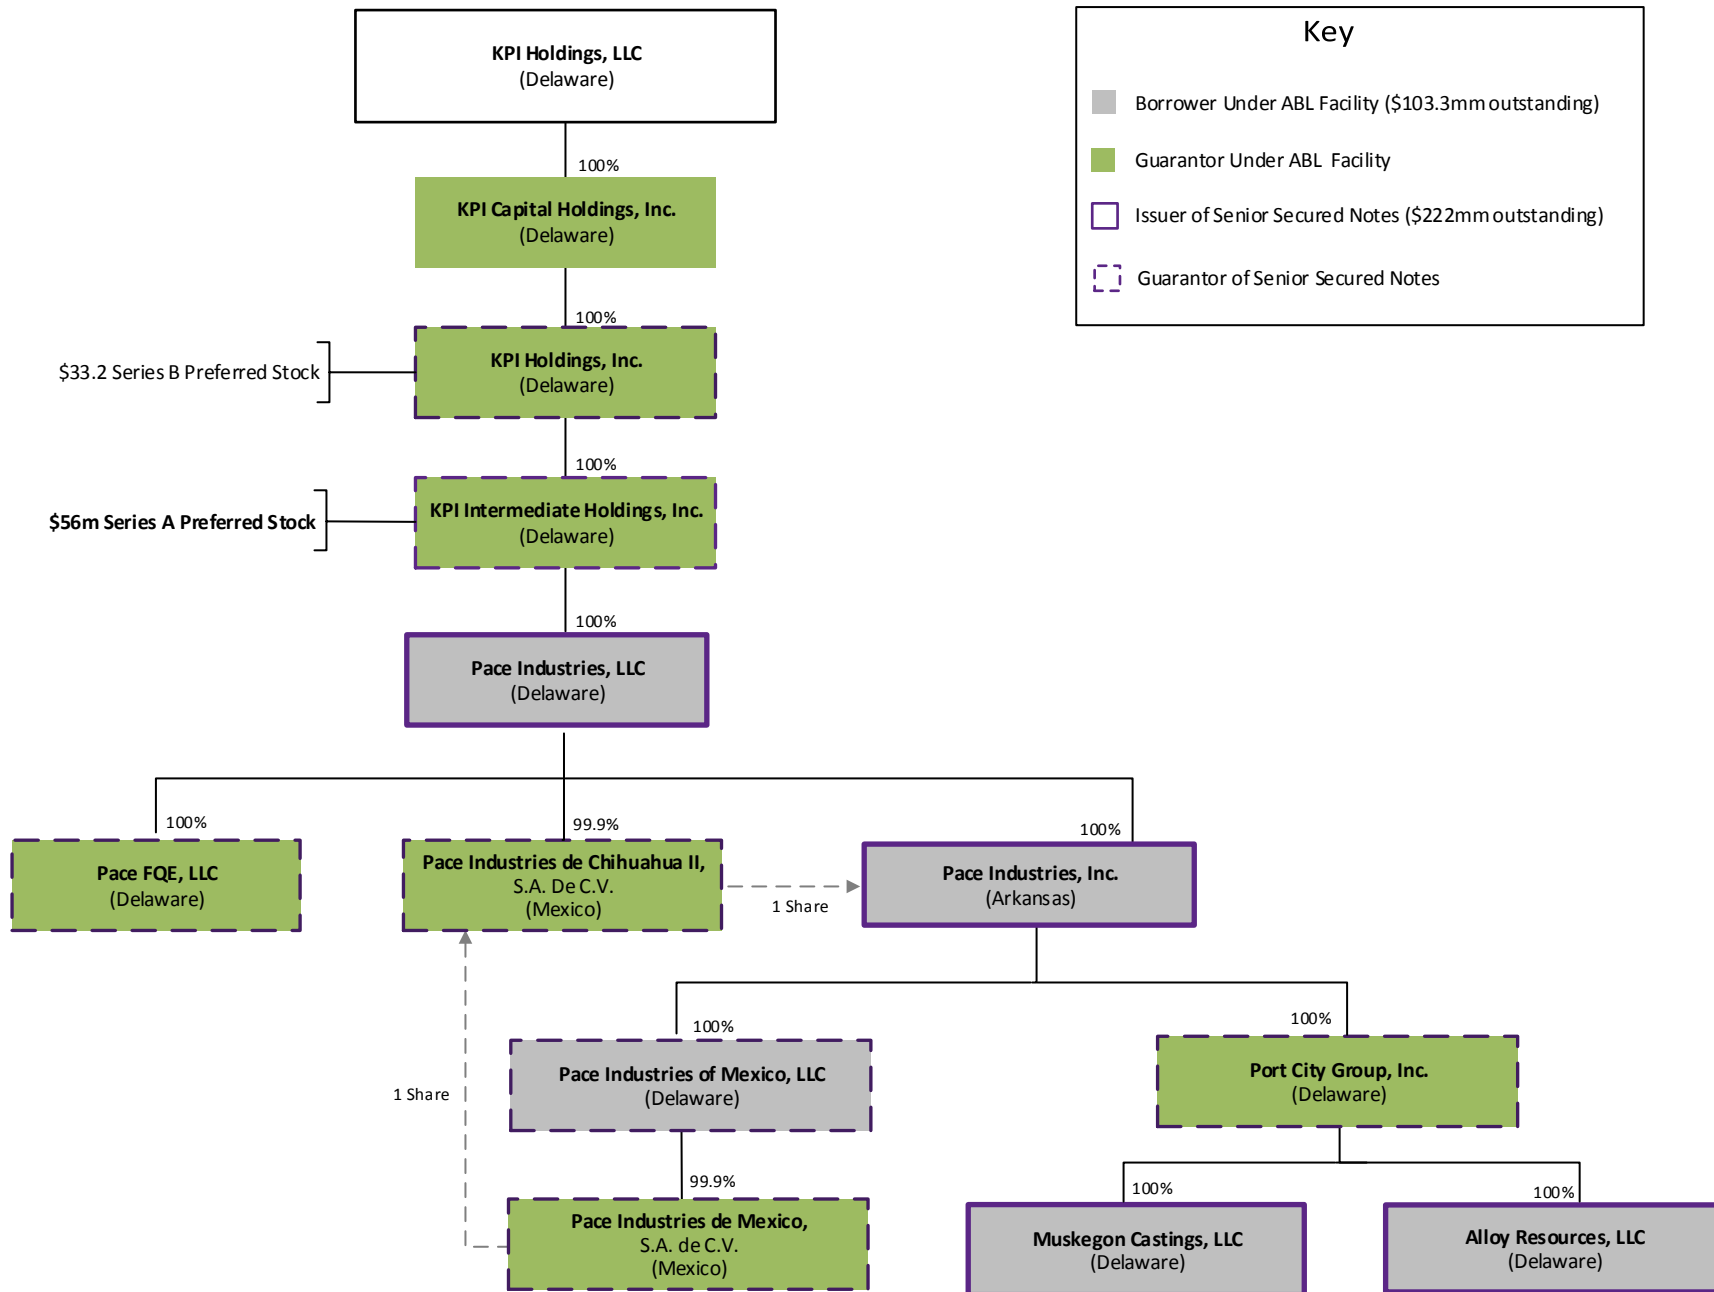 KPI Holdings, LLC
(Delaware)
Key
Borrower Under ABL Facility ($103.3mm outstanding)
Guarantor Under ABL Facility
Issuer of Senior Secured Notes ($222mm outstanding)
Guarantor of Senior Secured Notes
100%
KPI Capital Holdings, Inc.
(Delaware)
100%
$33.2 Series B Preferred Stock
KPI Holdings, Inc.
(Delaware)
100%
$56m Series A Preferred Stock
KPI Intermediate Holdings, Inc.
(Delaware)
100%
Pace Industries, LLC
(Delaware)
100%
99.9%
100%
Pace FQE, LLC
(Delaware)
Pace Industries de Chihuahua II,
S.A. De C.V.
(Mexico)
1 Share
Pace Industries, Inc.
(Arkansas)
100%
100%
1 Share
Pace Industries of Mexico, LLC
(Delaware)
Port City Group, Inc.
(Delaware)
99.9%
100%
100%
Pace Industries de Mexico,
S.A. de C.V.
(Mexico)
Muskegon Castings, LLC
(Delaware)
Alloy Resources, LLC
(Delaware)